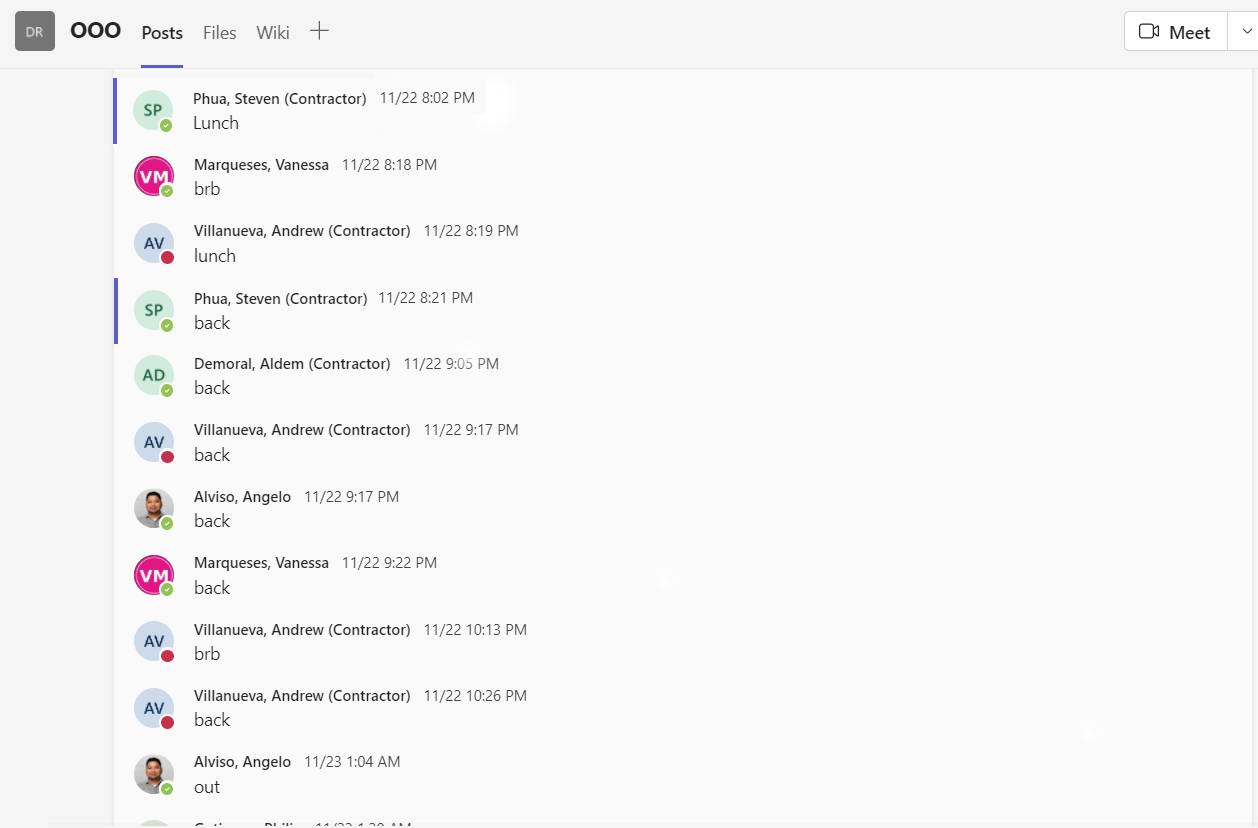 DR OOO Posts Files Wiki Meet
SP Phua, Steven (Contractor) 11/22 8:02 PM
Lunch
VM Marqueses, Vanessa 11/22 8:18 PM
brb
AV Villanueva, Andrew (Contractor) 11/22 8:19 PM
lunch
SP Phua, Steven (Contractor) 11/22 8:21 PM
back
AD Demoral, Aldem (Contractor) 11/22 9:05 PM
back
AV Villanueva, Andrew (Contractor) 11/22 9:17 PM
back
Alviso, Angelo 11/22 9:17 PM
back
VM Marqueses, Vanessa 11/22 9:22 PM
back
AV Villanueva, Andrew (Contractor) 11/22 10:13 PM
brb
AV Villanueva, Andrew (Contractor) 11/22 10:26 PM
back
Alviso, Angelo 11/23 1:04 AM
out